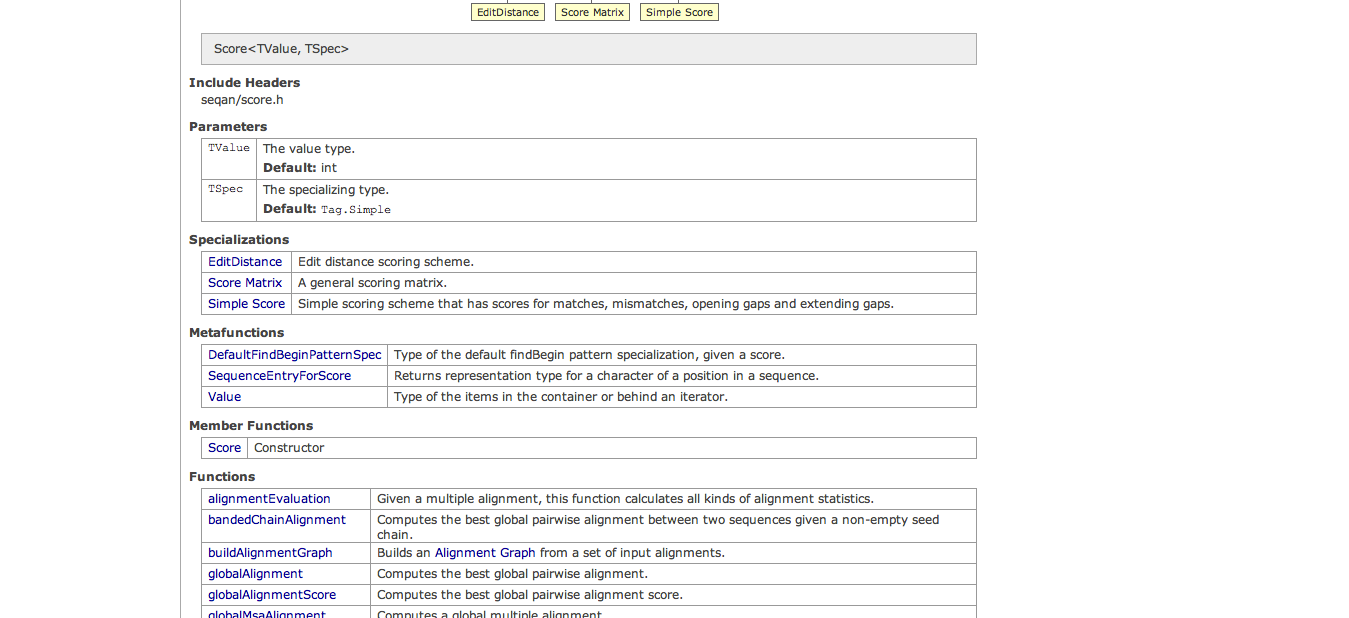 EditDistance Score Matrix Simple Score
Score<TValue, TSpec>
Include Headers
seqan/score.h
Parameters
TValue The value type.
Default: int
TSpec The specializing type.
Default: Tag.Simple
Specializations
EditDistance Edit distance scoring scheme.
Score Matrix A general scoring matrix.
Simple Score Simple scoring scheme that has scores for matches, mismatches, opening gaps and extending gaps.
Metafunctions
DefaultFindBeginPatternSpec Type of the default findBegin pattern specialization, given a score.
SequenceEntryForScore Returns representation type for a character of a position in a sequence.
Value Type of the items in the container or behind an iterator.
Member Functions
Score Constructor
Functions
alignmentEvaluation Given a multiple alignment, this function calculates all kinds of alignment statistics.
bandedChainAlignment Computes the best global pairwise alignment between two sequences given a non-empty seed
chain.
buildAlignmentGraph Builds an Alignment Graph from a set of input alignments.
globalAlignment Computes the best global pairwise alignment.
globalAlignmentScore Computes the best global pairwise alignment score.
globalMsaAlignment Computes a global multiple alignment.